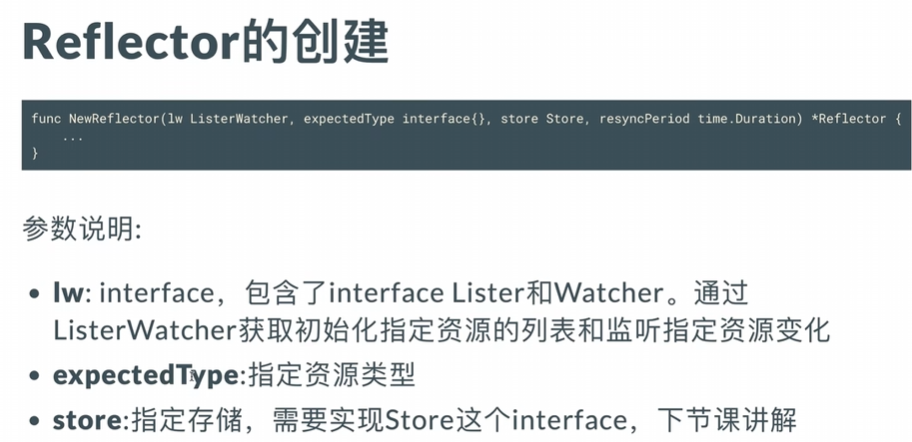 Reflector的创建
func NewReflector(lw ListerWatcher, expectedType interface{}, store Store, resyncPeriod time.Duration) *Reflector {
...
}
参数说明:
lw: interface，包含了interface Lister和Watcher。通过
ListerWatcher获取初始化指定资源的列表和监听指定资源变化
expectedType:指定资源类型
store:指定存储，需要实现Store这个interface，下节课讲解